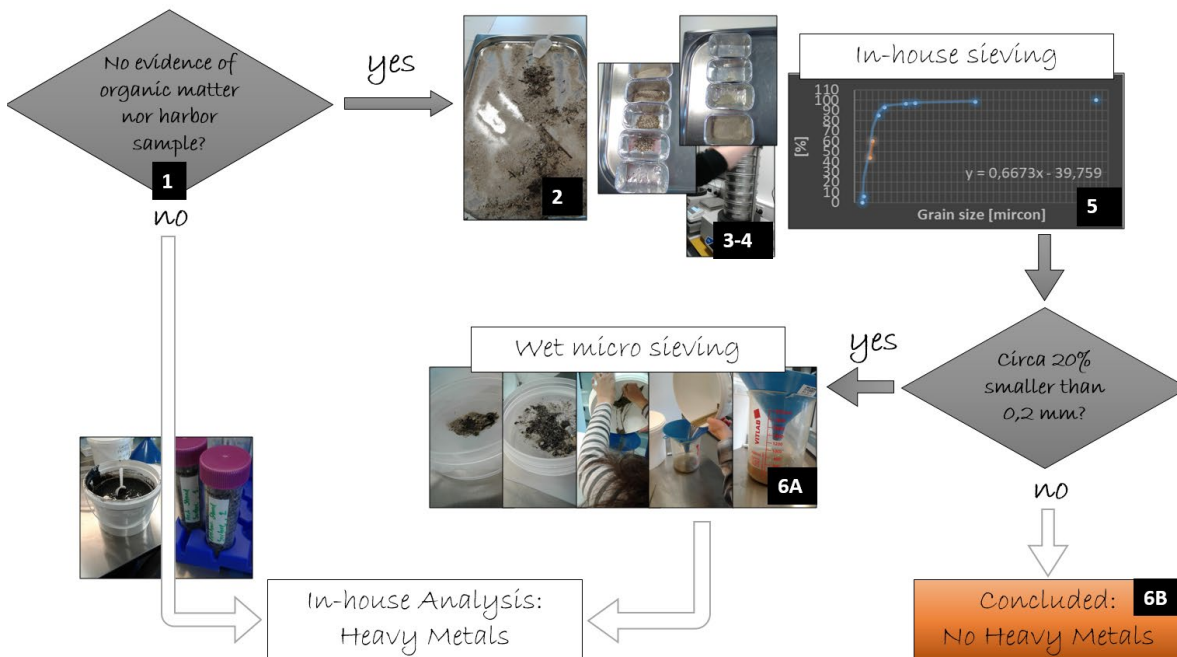 No evidence of
organic matter
nor harbor
sample?
1
yes
no
2
3-4
In-house sieving
110
100
90
80
70
60
50
40
30
20
10
0
[%]
y = 0,6673x - 39,759
Grain size [mircon]
5
Circa 20%
smaller than
0,2 mm?
yes
no
Wet micro sieving
VITLAB
6A
In-house Analysis:
Heavy Metals
Concluded:
No Heavy Metals
6B